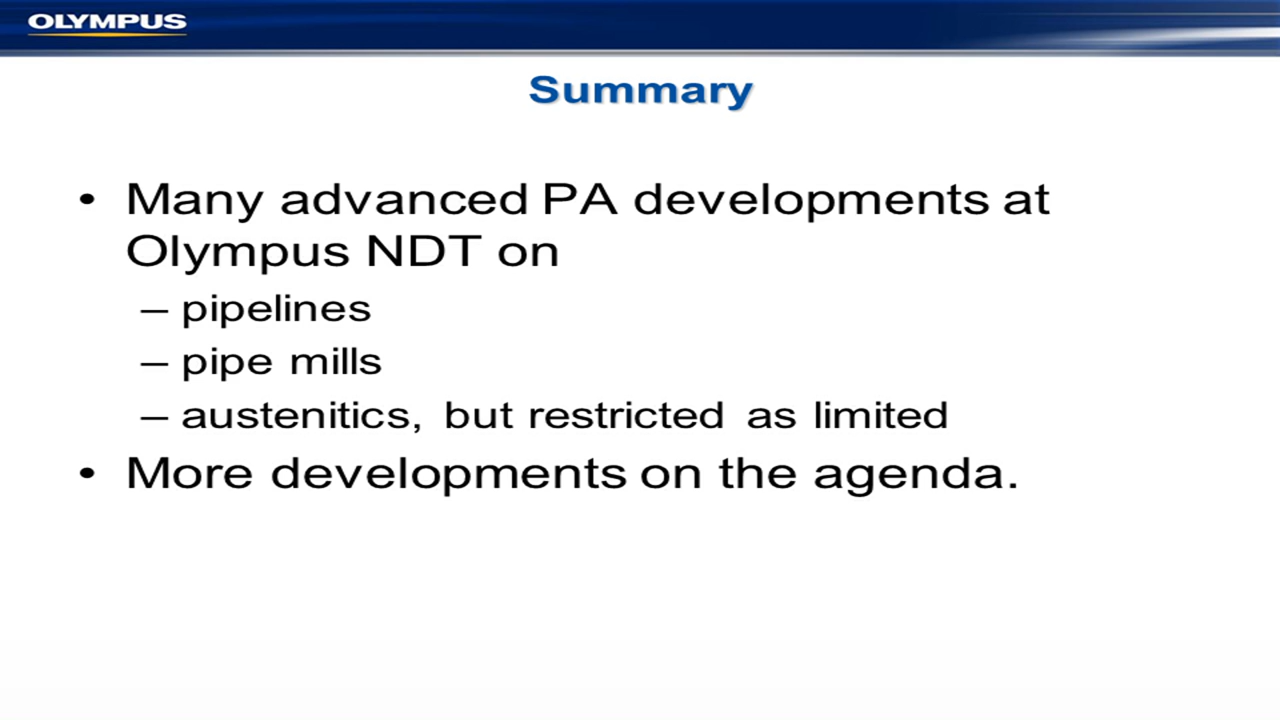 OLYMPUS
Summary
• Many advanced PA developments at
Olympus NDT on
– pipelines
– pipe mills
– austenitics, but restricted as limited
• More developments on the agenda.